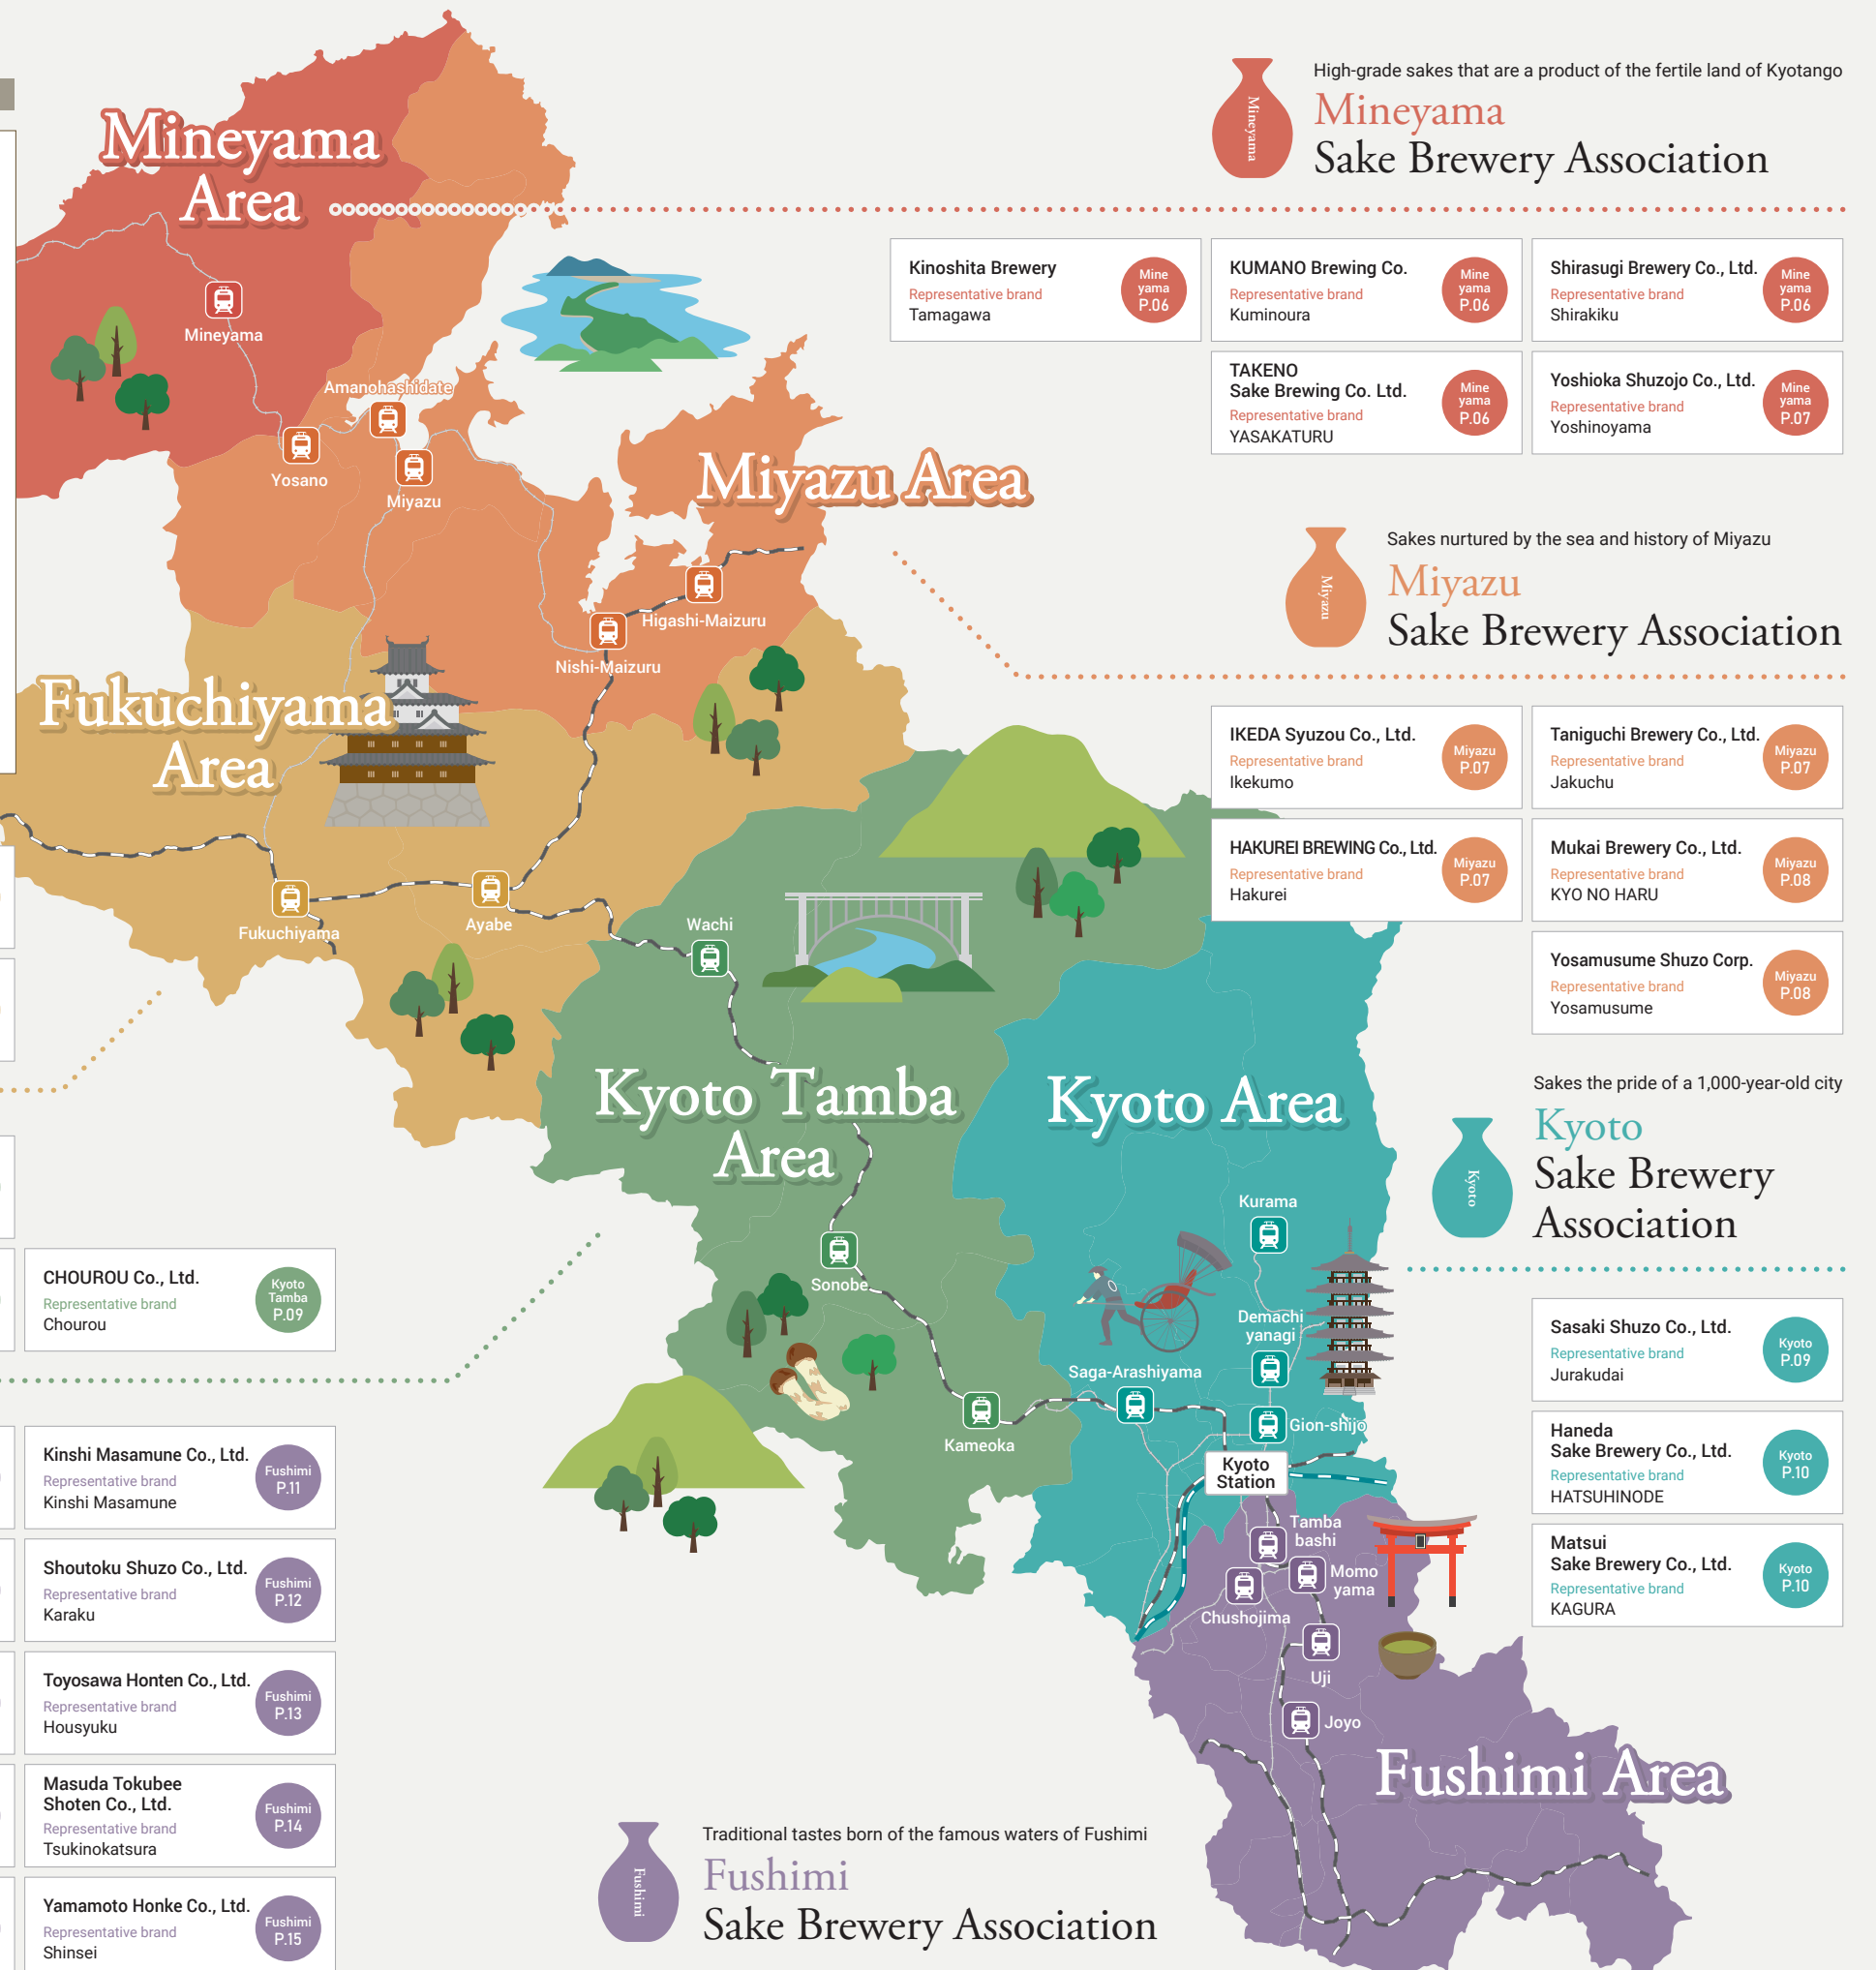 High-grade sakes that are a product of the fertile land of Kyotango
Mineyama
Mineyama
Sake Brewery Association
Mineyama
Area
Kinoshita Brewery
Representative brand
Tamagawa
Mine
yama
P.06
KUMANO Brewing Co.
Representative brand
Kuminoura
Mine
yama
P.06
Shirasugi Brewery Co., Ltd.
Representative brand
Shirakiku
Mine
yama
P.06
TAKENO
Sake Brewing Co. Ltd.
Representative brand
YASAKATURU
Mine
yama
P.06
Yoshioka Shuzojo Co., Ltd.
Representative brand
Yoshinoyama
Mine
yama
P.07
Mineyama
Amanohashidate
Yosano
Miyazu
Miyazu Area
Sakes nurtured by the sea and history of Miyazu
Miyazu
Miyazu
Sake Brewery Association
Higashi-Maizuru
Nishi-Maizuru
Fukuchiyama
Area
IKEDA Syuzou Co., Ltd.
Representative brand
Ikekumo
Miyazu
P.07
Taniguchi Brewery Co., Ltd.
Representative brand
Jakuchu
Miyazu
P.07
HAKUREI BREWING Co., Ltd.
Representative brand
Hakurei
Miyazu
P.07
Mukai Brewery Co., Ltd.
Representative brand
KYO NO HARU
Miyazu
P.08
Yosamusume Shuzo Corp.
Representative brand
Yosamusume
Miyazu
P.08
Fukuchiyama
Ayabe
Wachi
Kyoto Tamba
Area
Kyoto Area
Sakes the pride of a 1,000-year-old city
Kyoto
Kyoto
Sake Brewery
Association
Kurama
Sonobe
Demachi
yanagi
Saga-Arashiyama
Gion-shijo
Kameoka
Kyoto
Station
CHOUROU Co., Ltd.
Representative brand
Chourou
Kyoto
Tamba
P.09
Sasaki Shuzo Co., Ltd.
Representative brand
Jurakudai
Kyoto
P.09
Haneda
Sake Brewery Co., Ltd.
Representative brand
HATSUHINODE
Kyoto
P.10
Matsui
Sake Brewery Co., Ltd.
Representative brand
KAGURA
Kyoto
P.10
Kinshi Masamune Co., Ltd.
Representative brand
Kinshi Masamune
Fushimi
P.11
Shoutoku Shuzo Co., Ltd.
Representative brand
Karaku
Fushimi
P.12
Toyosawa Honten Co., Ltd.
Representative brand
Housyuku
Fushimi
P.13
Masuda Tokubee
Shoten Co., Ltd.
Representative brand
Tsukinokatsura
Fushimi
P.14
Yamamoto Honke Co., Ltd.
Representative brand
Shinsei
Fushimi
P.15
Tamba
bashi
Momo
yama
Chushojima
Uji
Joyo
Fushimi Area
Traditional tastes born of the famous waters of Fushimi
Fushimi
Fushimi
Sake Brewery Association